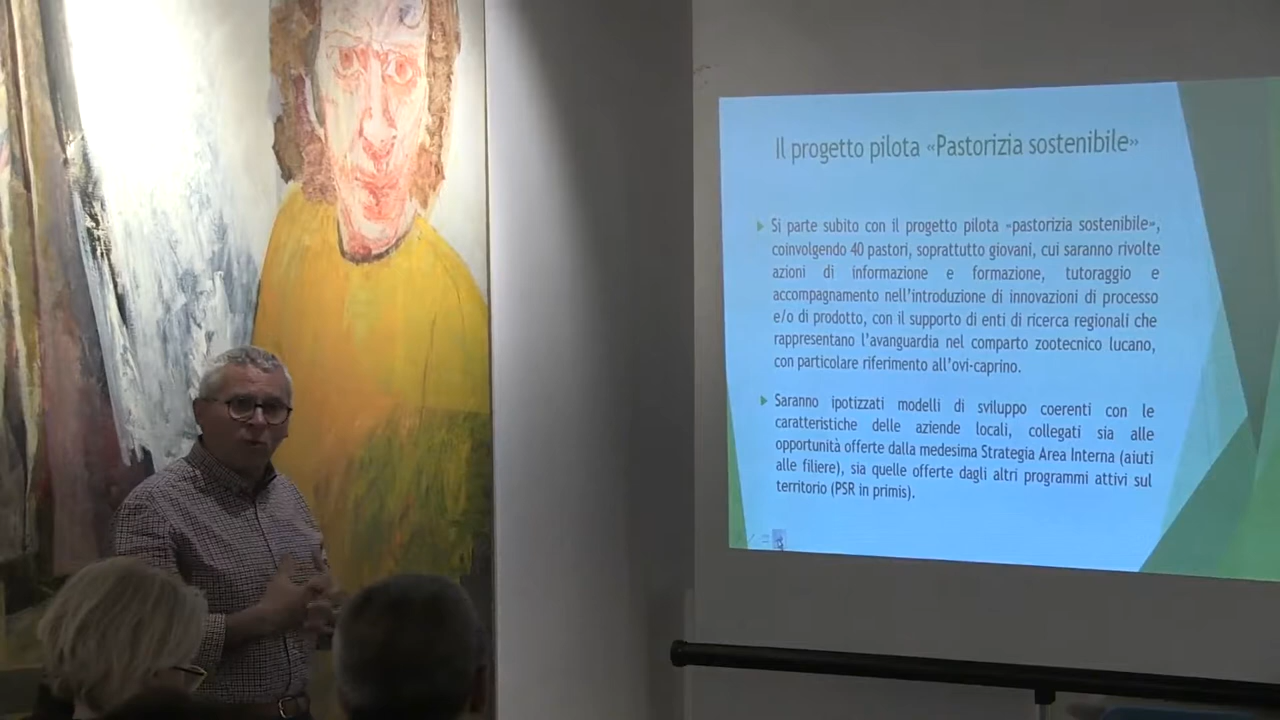 Il progetto pilota «Pastorizia sostenibile»
Si parte subito con il progetto pilota «pastorizia sostenibile»,
coinvolgendo 40 pastori, soprattutto giovani, cui saranno rivolte
azioni di informazione e formazione, tutoraggio e
accompagnamento nell'introduzione di innovazioni di processo
e/o di prodotto, con il supporto di enti di ricerca regionali che
rappresentano l'avanguardia nel comparto zootecnico lucano,
con particolare riferimento all'ovi-caprino.
Saranno ipotizzati modelli di sviluppo coerenti con le
caratteristiche delle aziende locali, collegati sia alle
opportunità offerte dalla medesima Strategia Area Interna (aiuti
alle filiere), sia quelle offerte dagli altri programmi attivi sul
territorio (PSR in primis).